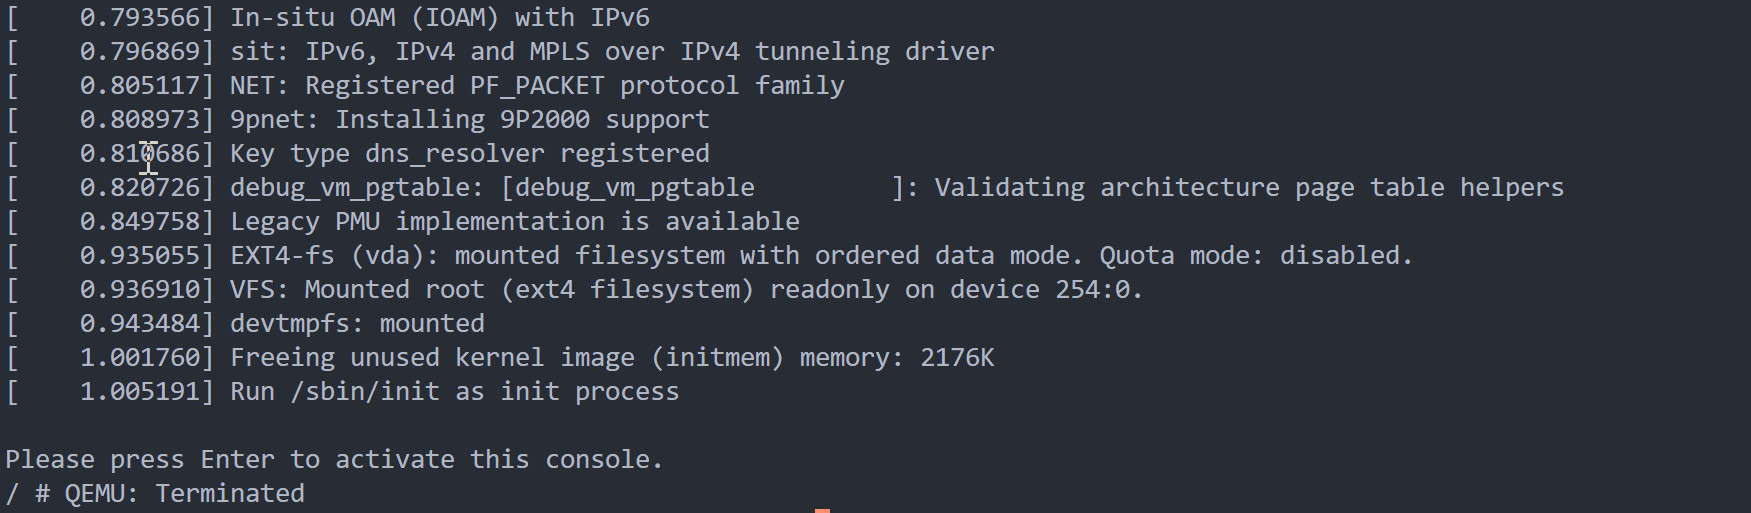 [    0.793566] In-situ OAM (IOAM) with IPv6
[    0.796869] sit: IPv6, IPv4 and MPLS over IPv4 tunneling driver
[    0.805117] NET: Registered PF_PACKET protocol family
[    0.808973] 9pnet: Installing 9P2000 support
[    0.810686] Key type dns_resolver registered
[    0.820726] debug_vm_pgtable: [debug_vm_pgtable         ]: Validating architecture page table helpers
[    0.849758] Legacy PMU implementation is available
[    0.935055] EXT4-fs (vda): mounted filesystem with ordered data mode. Quota mode: disabled.
[    0.936910] VFS: Mounted root (ext4 filesystem) readonly on device 254:0.
[    0.943484] devtmpfs: mounted
[    1.001760] Freeing unused kernel image (initmem) memory: 2176K
[    1.005191] Run /sbin/init as init process
Please press Enter to activate this console.
/ # QEMU: Terminated